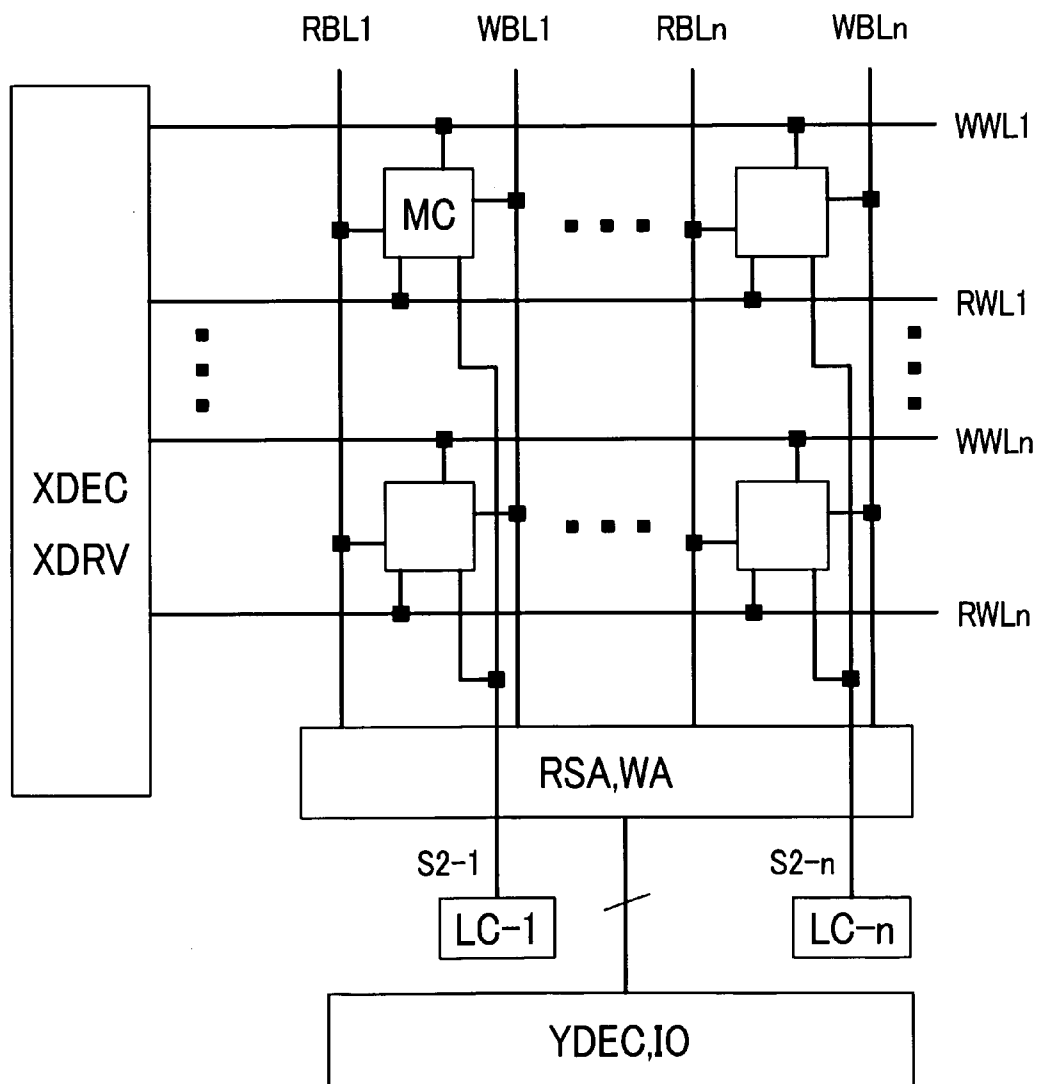 RBL1 WBL1 RBLn WBLn
WWL1
MC
RWL1
WWLn
XDEC
XDRV
RWLn
RSA,WA
S2-1 S2-n
LC-1 LC-n
YDEC,IO